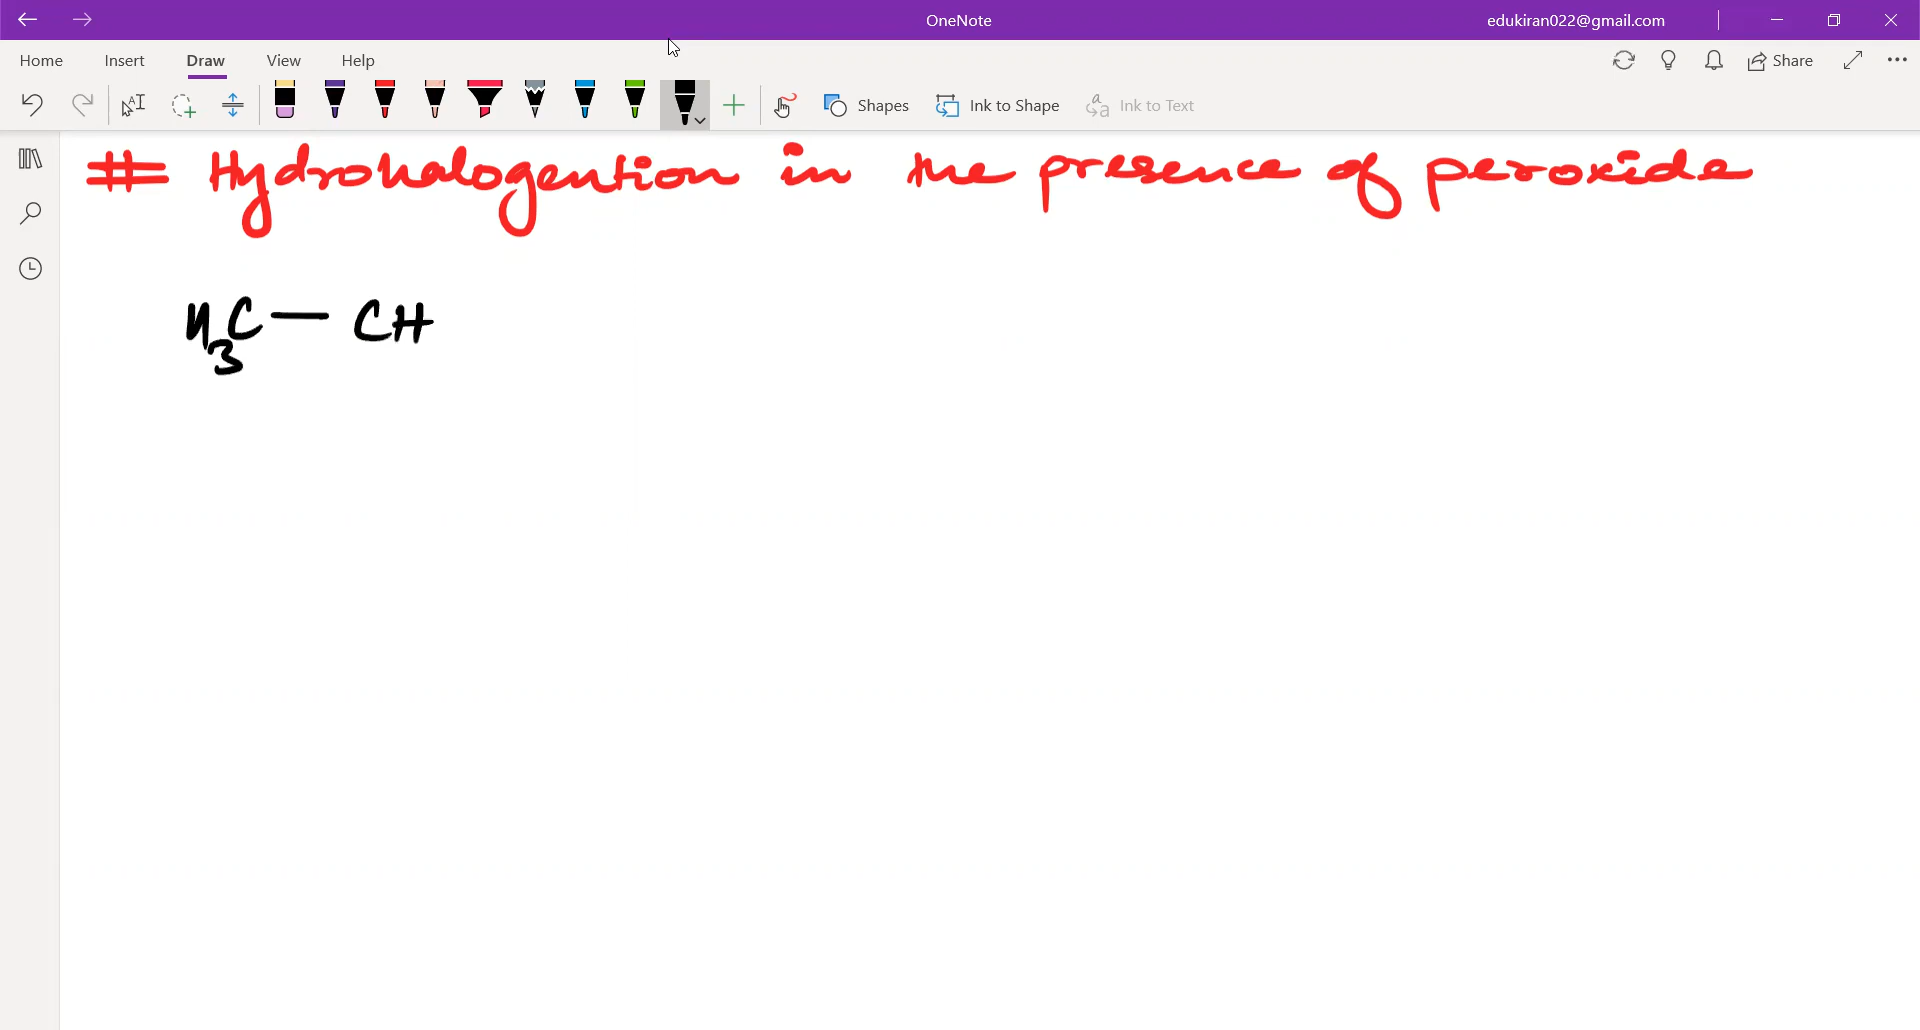 OneNote
edukiran022@gmail.com
Home Insert Draw View Help
Share
Shapes
Ink to Shape
Ink to Text
# Hydrohalogention in the presence of peroxide
H₃C — CH